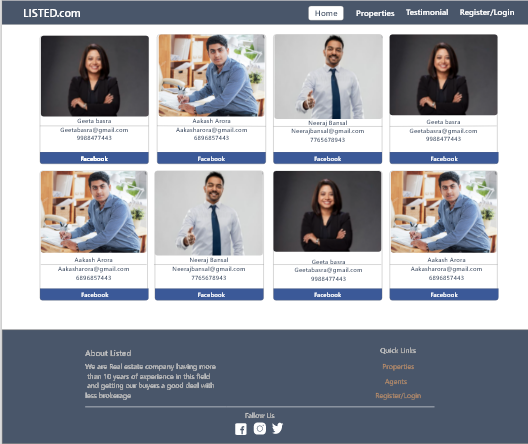 LISTED.com Home Properties Testimonial Register/Login
Geeta basra Aakash Arora Neeraj Bansal Geeta basra
Geetabasra@gmail.com Aakasharora@gmail.com Neerajbansal@gmail.com Geetabasra@gmail.com
9988477443 6896857443 7765678943 9988477443
Facebook Facebook Facebook Facebook
Aakash Arora Neeraj Bansal Geeta basra Aakash Arora
Aakasharora@gmail.com Neerajbansal@gmail.com Geetabasra@gmail.com Aakasharora@gmail.com
6896857443 7765678943 9988477443 6896857443
Facebook Facebook Facebook Facebook
About Listed
We are Real estate company having more
than 10 years of experience in this field
and getting our buyers a good deal with
less brokerage
Quick Links
Properties
Agents
Register/Login
Follow Us